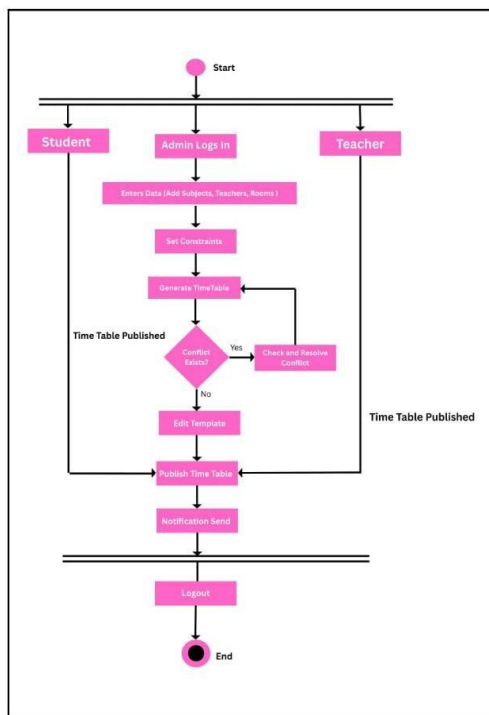 Start
Student
Admin Logs In
Teacher
Enters Data (Add Subjects, Teachers, Rooms )
Set Constraints
Generate TimeTable
Time Table Published
Conflict
Exists?
Yes
Check and Resolve
Conflict
No
Edit Template
Time Table Published
Publish Time Table
Notification Send
Logout
End